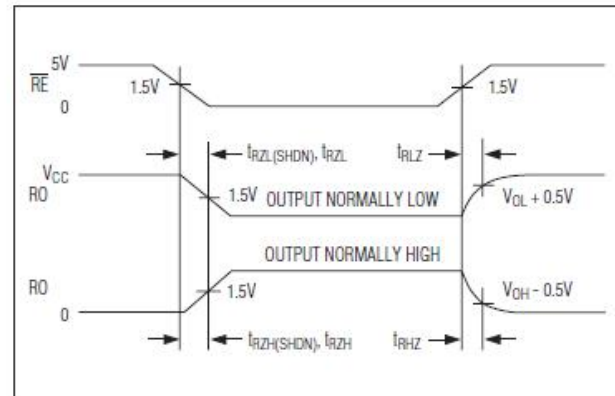 5V
RE
1.5V
1.5V
0
tRZL(SHDN), tRZL
tRLZ
VCC
RO
1.5V
OUTPUT NORMALLY LOW
VOL + 0.5V
OUTPUT NORMALLY HIGH
RO
1.5V
VOH - 0.5V
0
tRZH(SHDN), tRZH
tRHZ